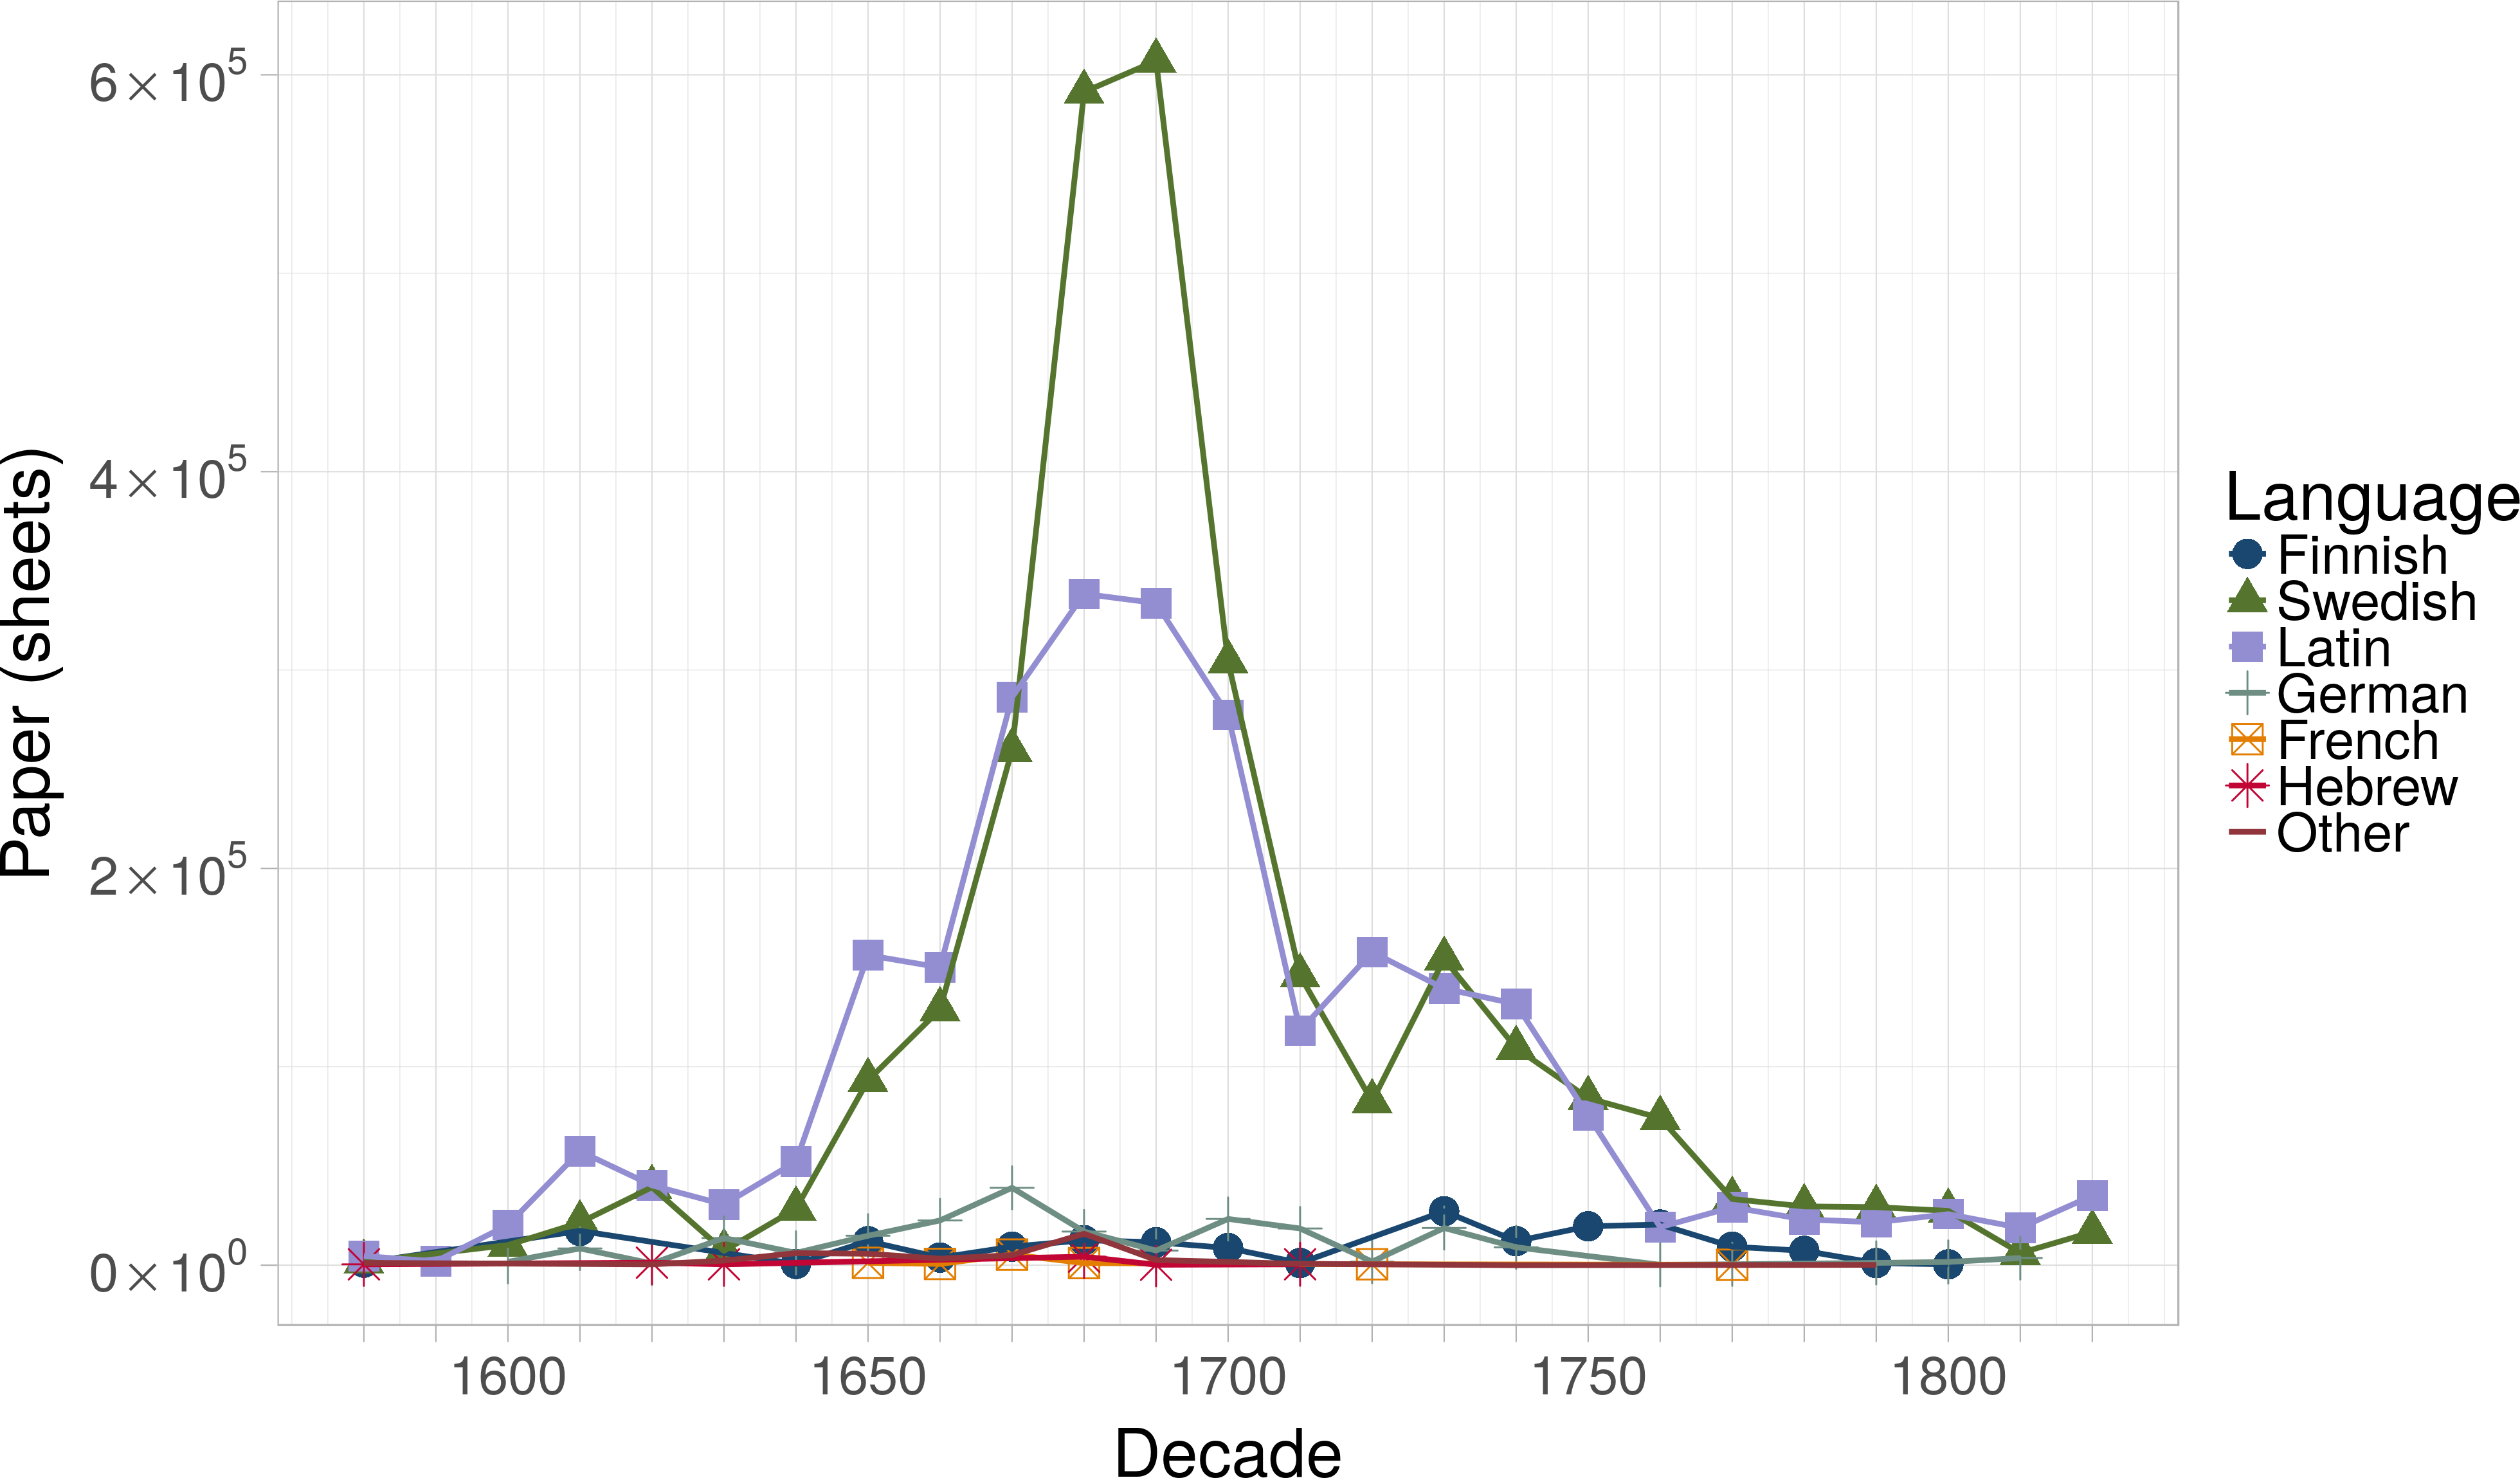 Paper (sheets)
6×10⁵
4×10⁵
2×10⁵
0×10⁰
1600 1650 1700 1750 1800
Decade
Language
Finnish
Swedish
Latin
German
French
Hebrew
Other